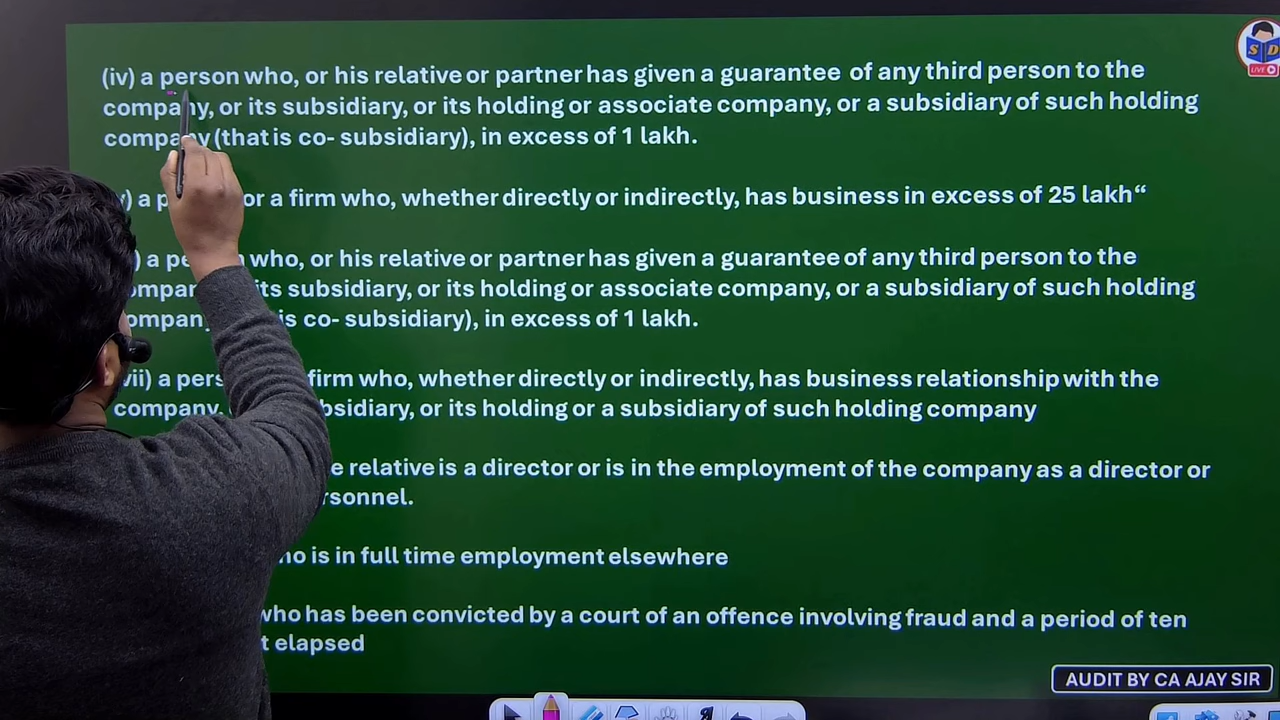 (iv) a person who, or his relative or partner has given a guarantee of any third person to the
company, or its subsidiary, or its holding or associate company, or a subsidiary of such holding
company (that is co- subsidiary), in excess of 1 lakh.
or a firm who, whether directly or indirectly, has business in excess of 25 lakh“
who, or his relative or partner has given a guarantee of any third person to the
its subsidiary, or its holding or associate company, or a subsidiary of such holding
is co- subsidiary), in excess of 1 lakh.
vii) a firm who, whether directly or indirectly, has business relationship with the
company, or its holding or a subsidiary of such holding company
relative is a director or is in the employment of the company as a director or
is in full time employment elsewhere
who has been convicted by a court of an offence involving fraud and a period of ten
elapsed
S D
LIVE
AUDIT BY CA AJAY SIR